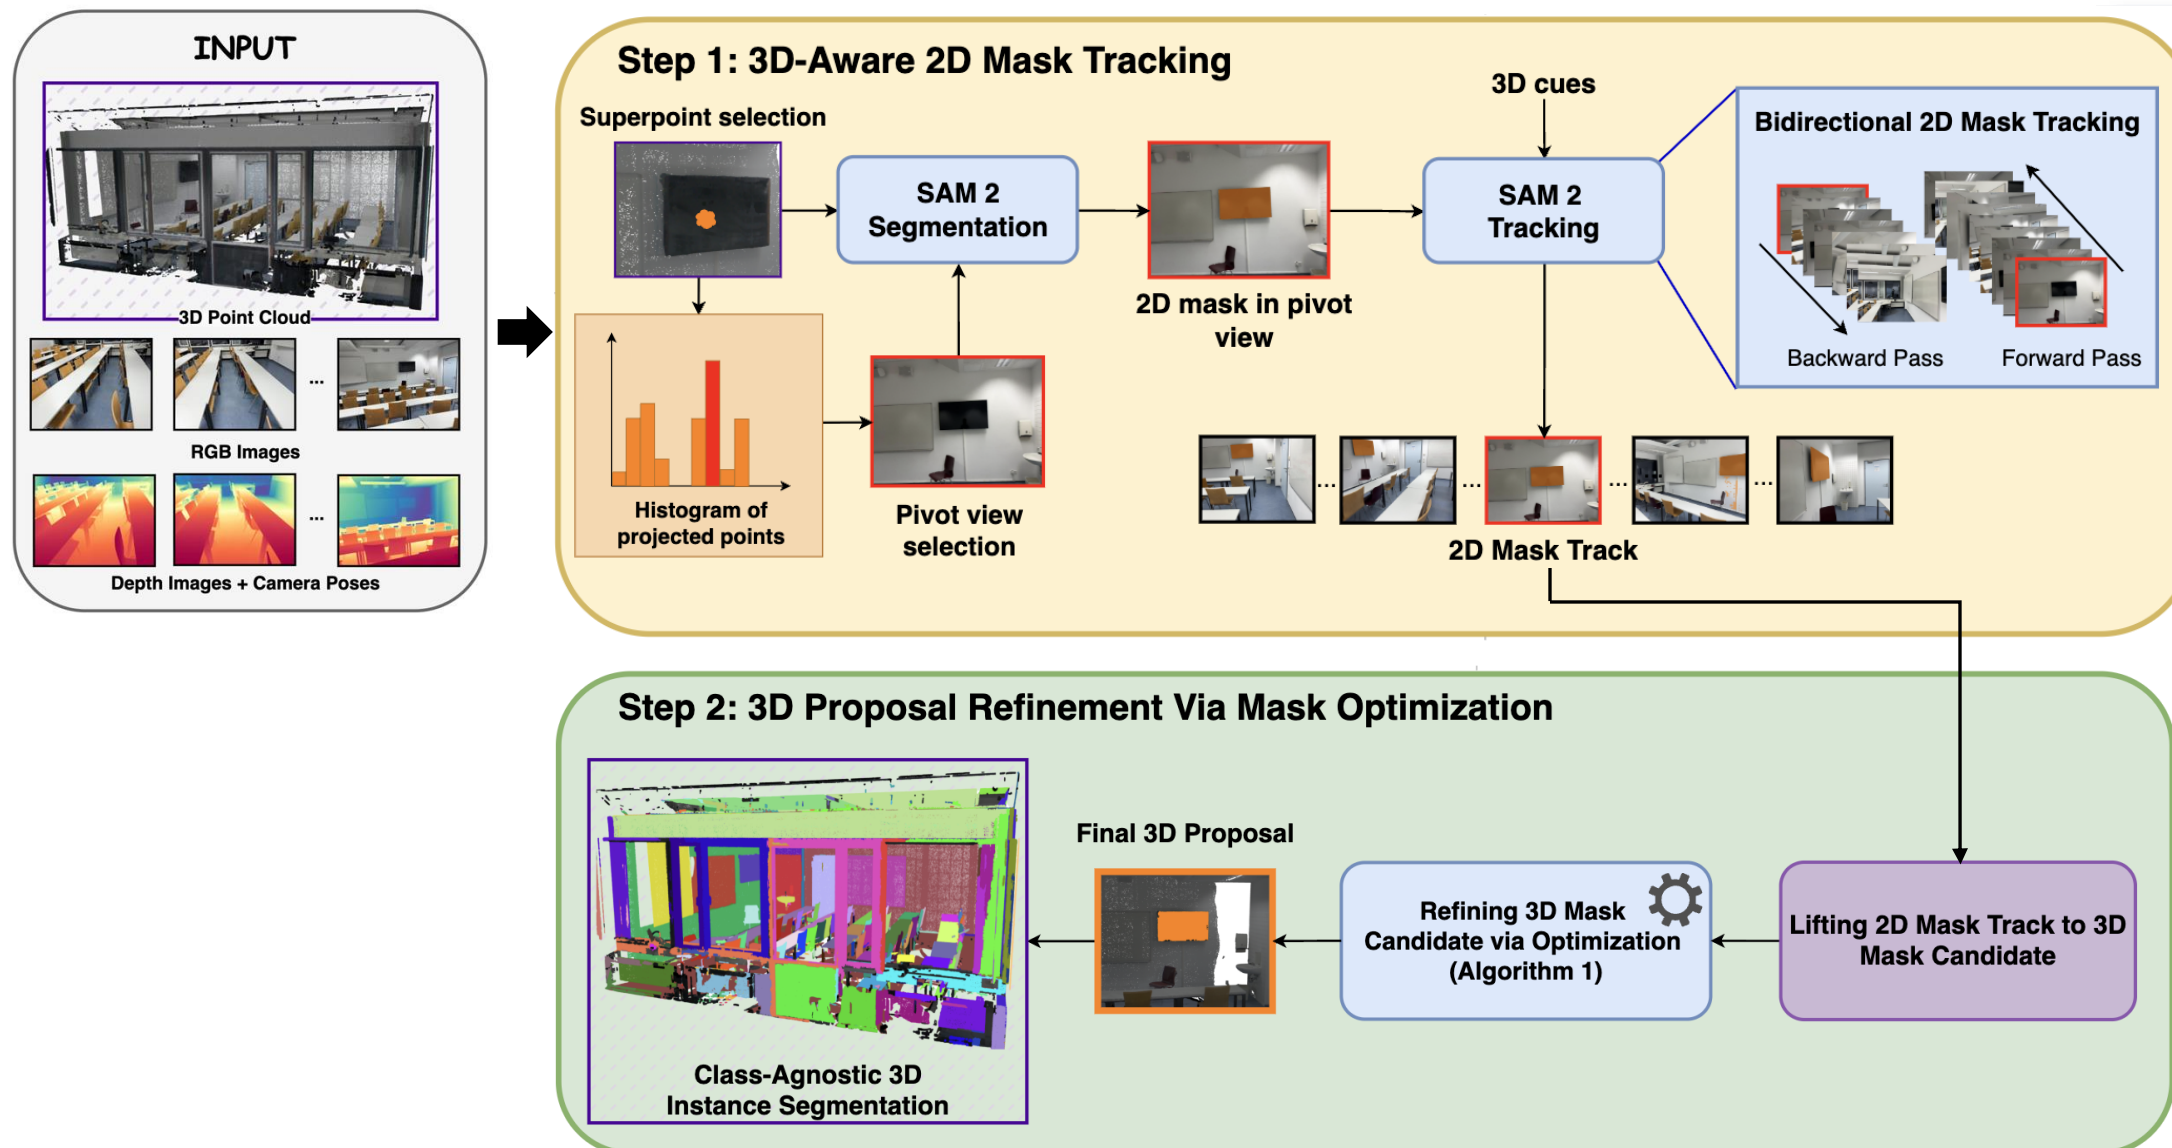 INPUT
3D Point Cloud
...
RGB Images
...
Depth Images + Camera Poses
Step 1: 3D-Aware 2D Mask Tracking
Superpoint selection
Histogram of
projected points
Pivot view
selection
SAM 2
Segmentation
2D mask in pivot
view
3D cues
SAM 2
Tracking
Bidirectional 2D Mask Tracking
Backward Pass
Forward Pass
... ... ... ...
2D Mask Track
Step 2: 3D Proposal Refinement Via Mask Optimization
Lifting 2D Mask Track to 3D
Mask Candidate
Refining 3D Mask
Candidate via Optimization
(Algorithm 1)
Final 3D Proposal
Class-Agnostic 3D
Instance Segmentation